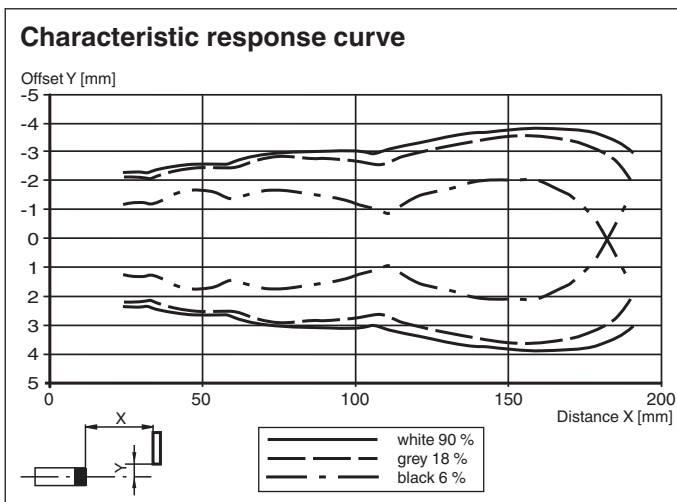 Characteristic response curve
Offset Y [mm]
-5
-4
-3
-2
-1
0
1
2
3
4
5
0 50 100 150 200
Distance X [mm]
X
Y
white 90 %
grey 18 %
black 6 %